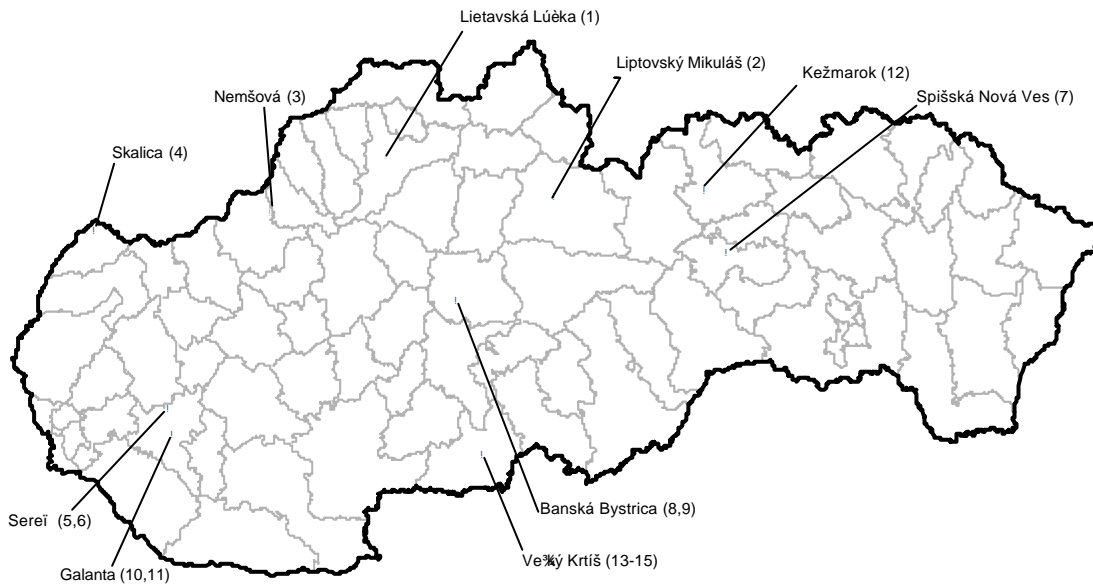 Lietavská Lúèka (1)
Liptovský Mikuláš (2)
Kežmarok (12)
Nemšová (3)
Spišská Nová Ves (7)
Skalica (4)
Sereï (5,6)
Banská Bystrica (8,9)
Ve¾ký Krtíš (13-15)
Galanta (10,11)